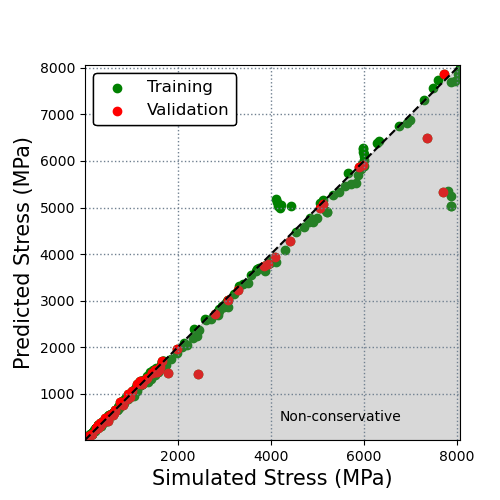 8000
7000
6000
5000
4000
3000
2000
1000
Predicted Stress (MPa)
Training
Validation
Non-conservative
2000
4000
6000
8000
Simulated Stress (MPa)